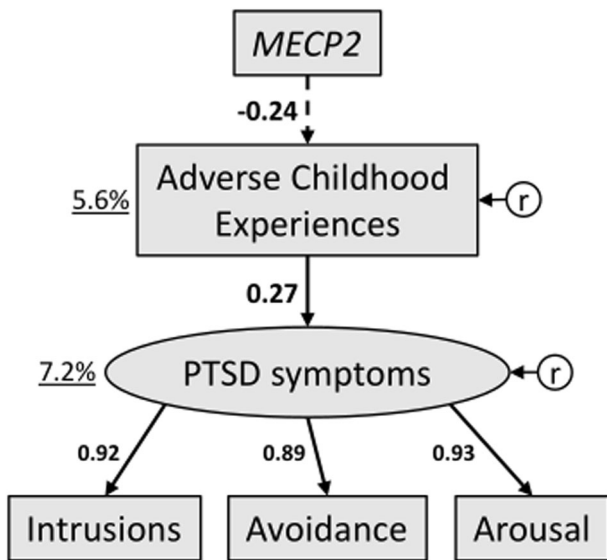 MECP2
-0.24
Adverse Childhood
Experiences
5.6%
r
0.27
PTSD symptoms
7.2%
r
0.92
0.89
0.93
Intrusions
Avoidance
Arousal